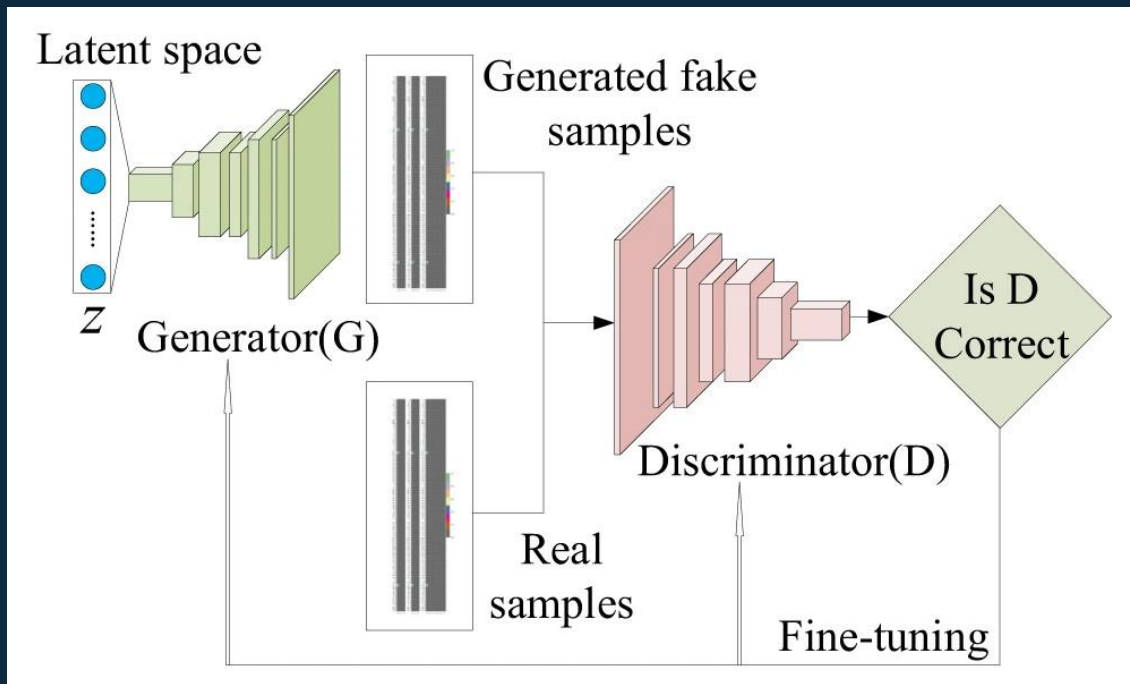 Latent space
Generated fake
samples
z
Generator(G)
Is D
Correct
Discriminator(D)
Real
samples
Fine-tuning